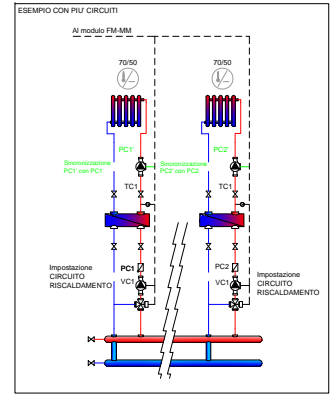 ESEMPIO CON PIU' CIRCUITI
Al modulo FM-MM
70/50
70/50
PC1'
PC2'
Sincronizzazione
PC1' con PC1
Sincronizzazione
PC2' con PC2
TC1
TC1
PC1
PC2
Impostazione
CIRCUITO
RISCALDAMENTO
VC1
VC1
Impostazione
CIRCUITO
RISCALDAMENTO